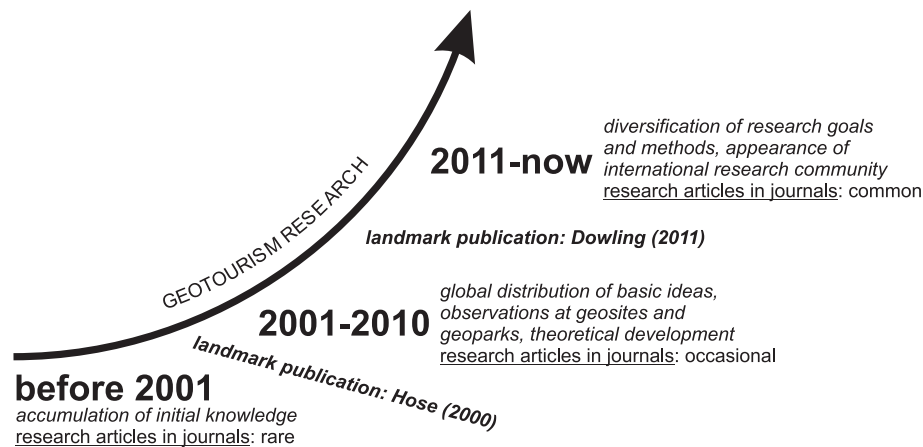 GEOTOURISM RESEARCH
2011-now
diversification of research goals
and methods, appearance of
international research community
research articles in journals: common
landmark publication: Dowling (2011)
2001-2010
global distribution of basic ideas,
observations at geosites and
geoparks, theoretical development
research articles in journals: occasional
landmark publication: Hose (2000)
before 2001
accumulation of initial knowledge
research articles in journals: rare